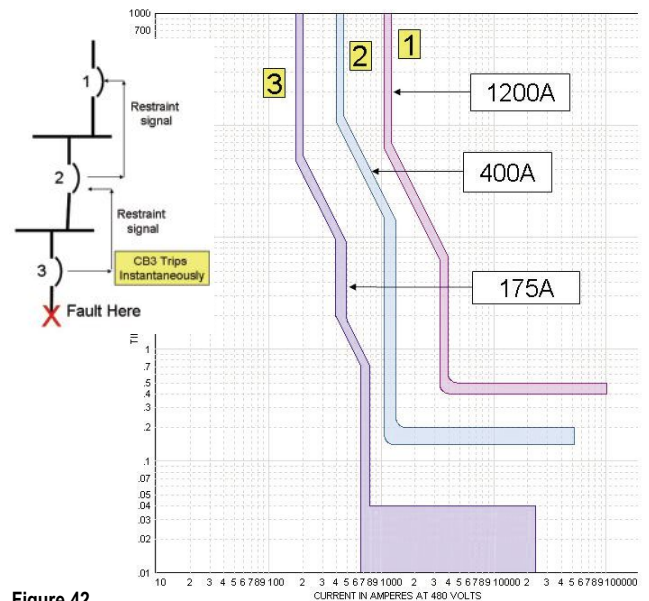 1
Restraint
signal
2
Restraint
signal
3
CB3 Trips
Instantaneously
X Fault Here
3
2
1
1200A
400A
175A
1000
700
1
.7
.5
.4
.3
.2
.1
.07
.05
.04
.03
.02
.01
10 2 3 4 5 6 7 8 9 100 2 3 4 5 6 7 8 9 1000 2 3 4 5 6 7 8 9 10000 2 3 4 5 6 7 8 9 100000
CURRENT IN AMPERES AT 480 VOLTS
Figure 42